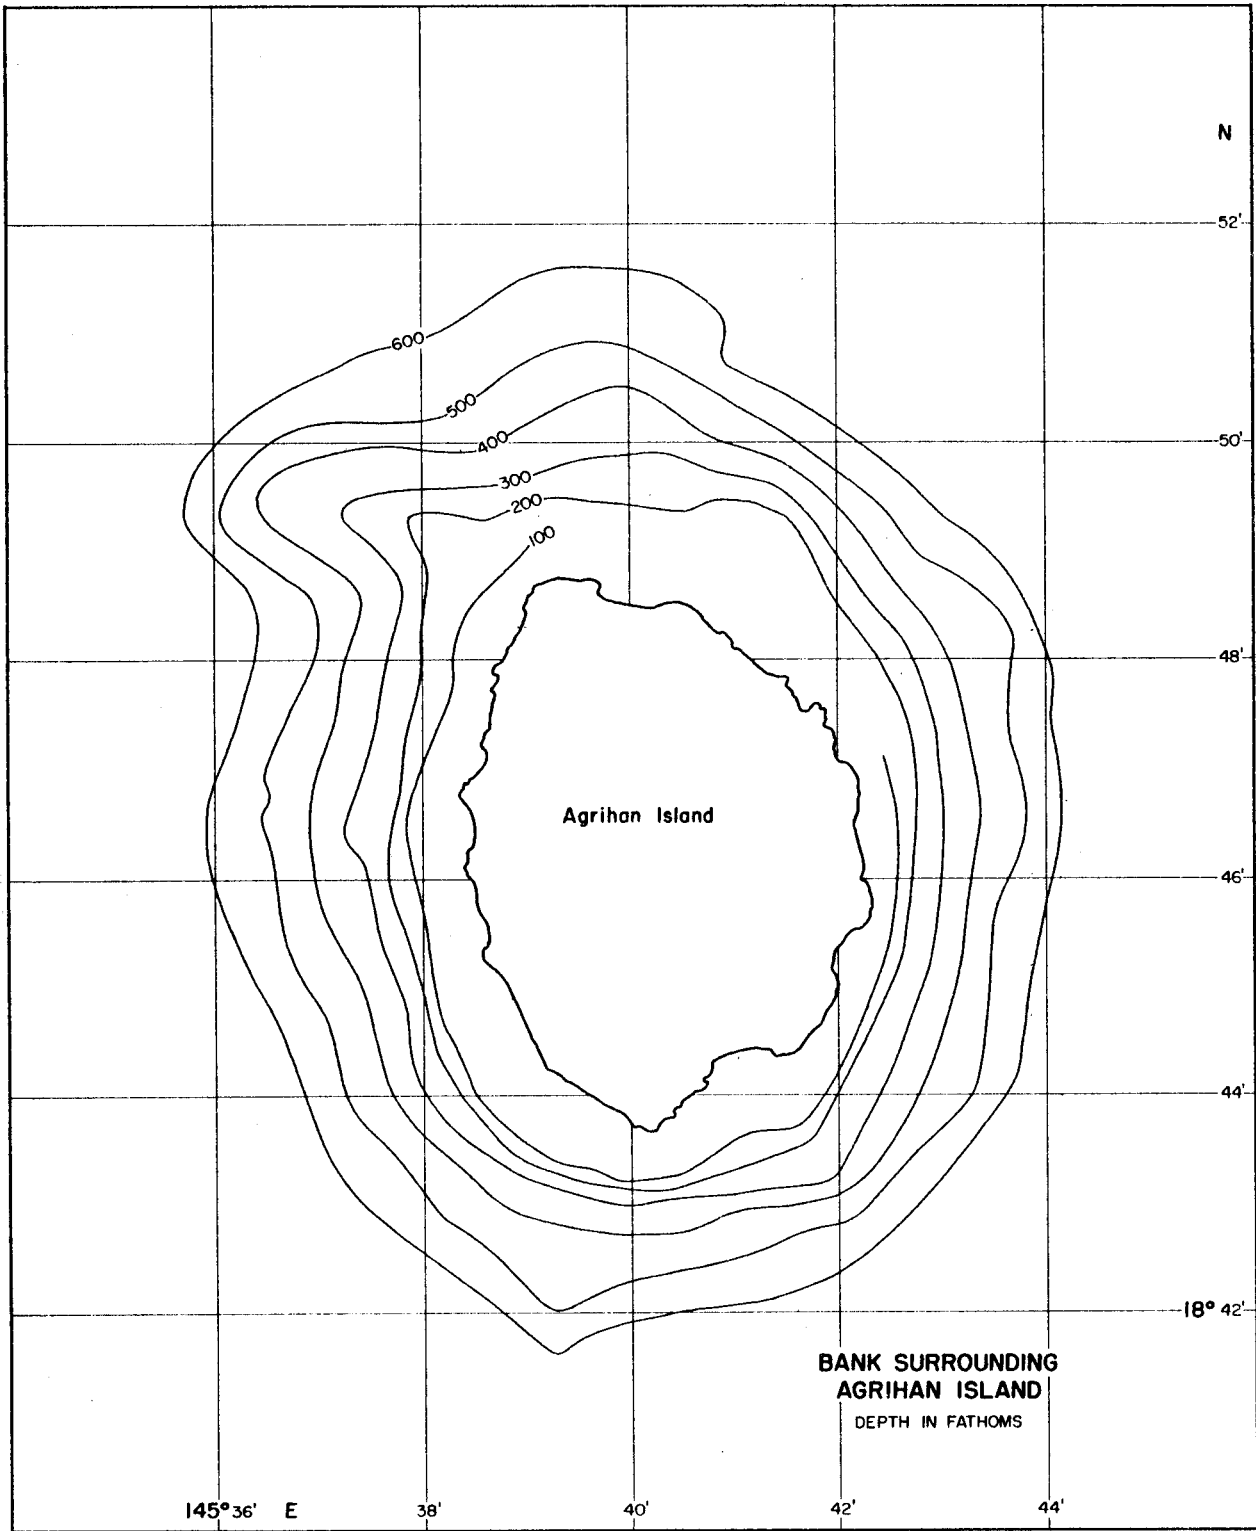 N
52'
600
500
400
50'
300
200
100
48'
Agrihan Island
46'
44'
18° 42'
BANK SURROUNDING
AGRIHAN ISLAND
DEPTH IN FATHOMS
145° 36' E 38' 40' 42' 44'